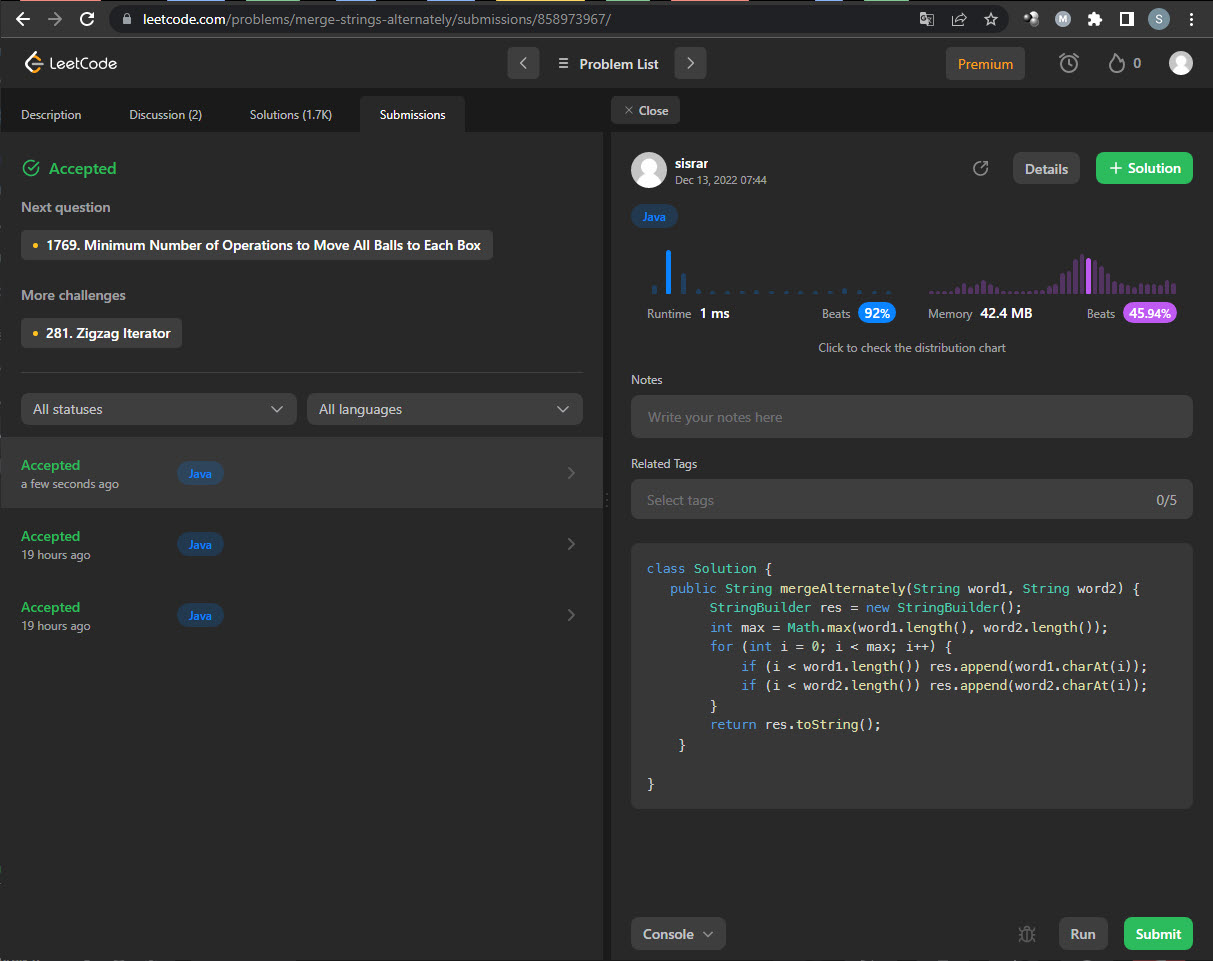 leetcode.com/problems/merge-strings-alternately/submissions/858973967/
M
S
LeetCode
Problem List
Premium
0
Description
Discussion (2)
Solutions (1.7K)
Submissions
Close
Accepted
Next question
1769. Minimum Number of Operations to Move All Balls to Each Box
More challenges
281. Zigzag Iterator
All statuses
All languages
Accepted
a few seconds ago
Java
Accepted
19 hours ago
Java
Accepted
19 hours ago
Java
sisrar
Dec 13, 2022 07:44
Details
+ Solution
Java
Runtime 1 ms
Beats 92%
Memory 42.4 MB
Beats 45.94%
Click to check the distribution chart
Notes
Write your notes here
Related Tags
Select tags
0/5
class Solution {
public String mergeAlternately(String word1, String word2) {
StringBuilder res = new StringBuilder();
int max = Math.max(word1.length(), word2.length());
for (int i = 0; i < max; i++) {
if (i < word1.length()) res.append(word1.charAt(i));
if (i < word2.length()) res.append(word2.charAt(i));
}
return res.toString();
}
}
Console
Run
Submit